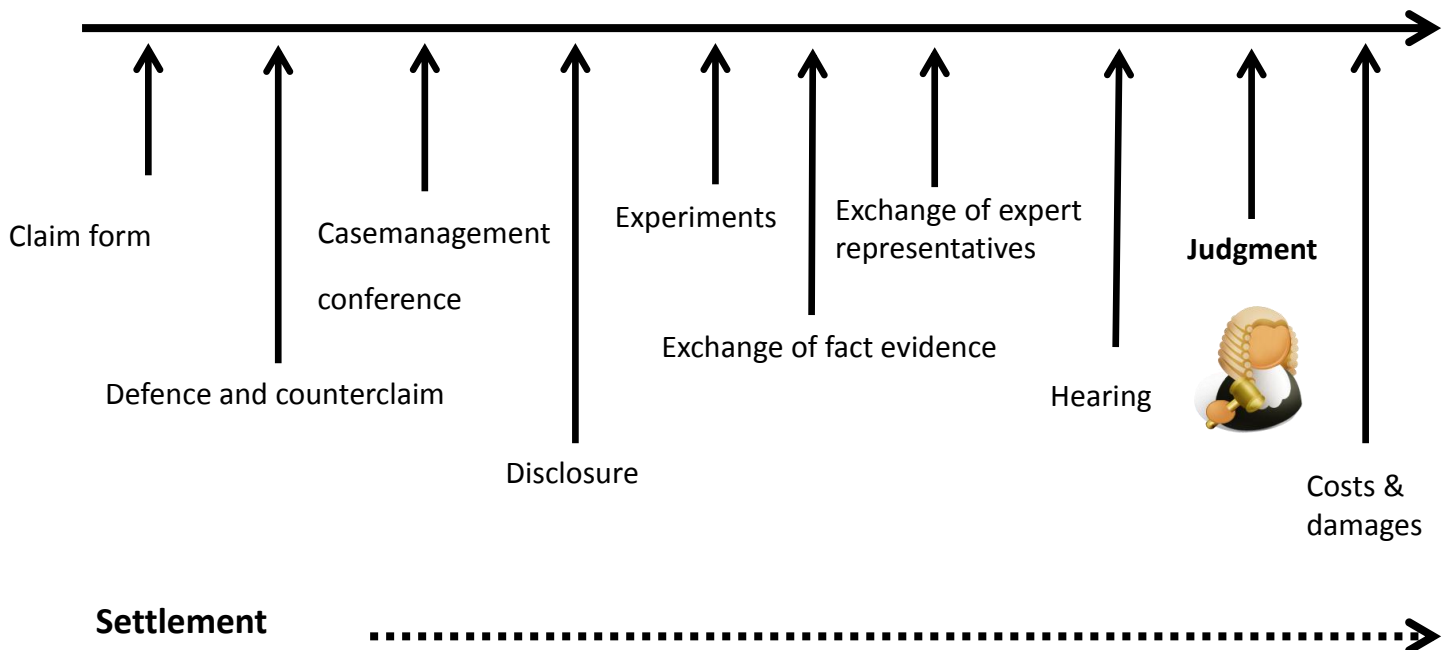 Claim form
Defence and counterclaim
Casemanagement
conference
Disclosure
Experiments
Exchange of fact evidence
Exchange of expert
representatives
Hearing
Judgment
Costs &
damages
Settlement